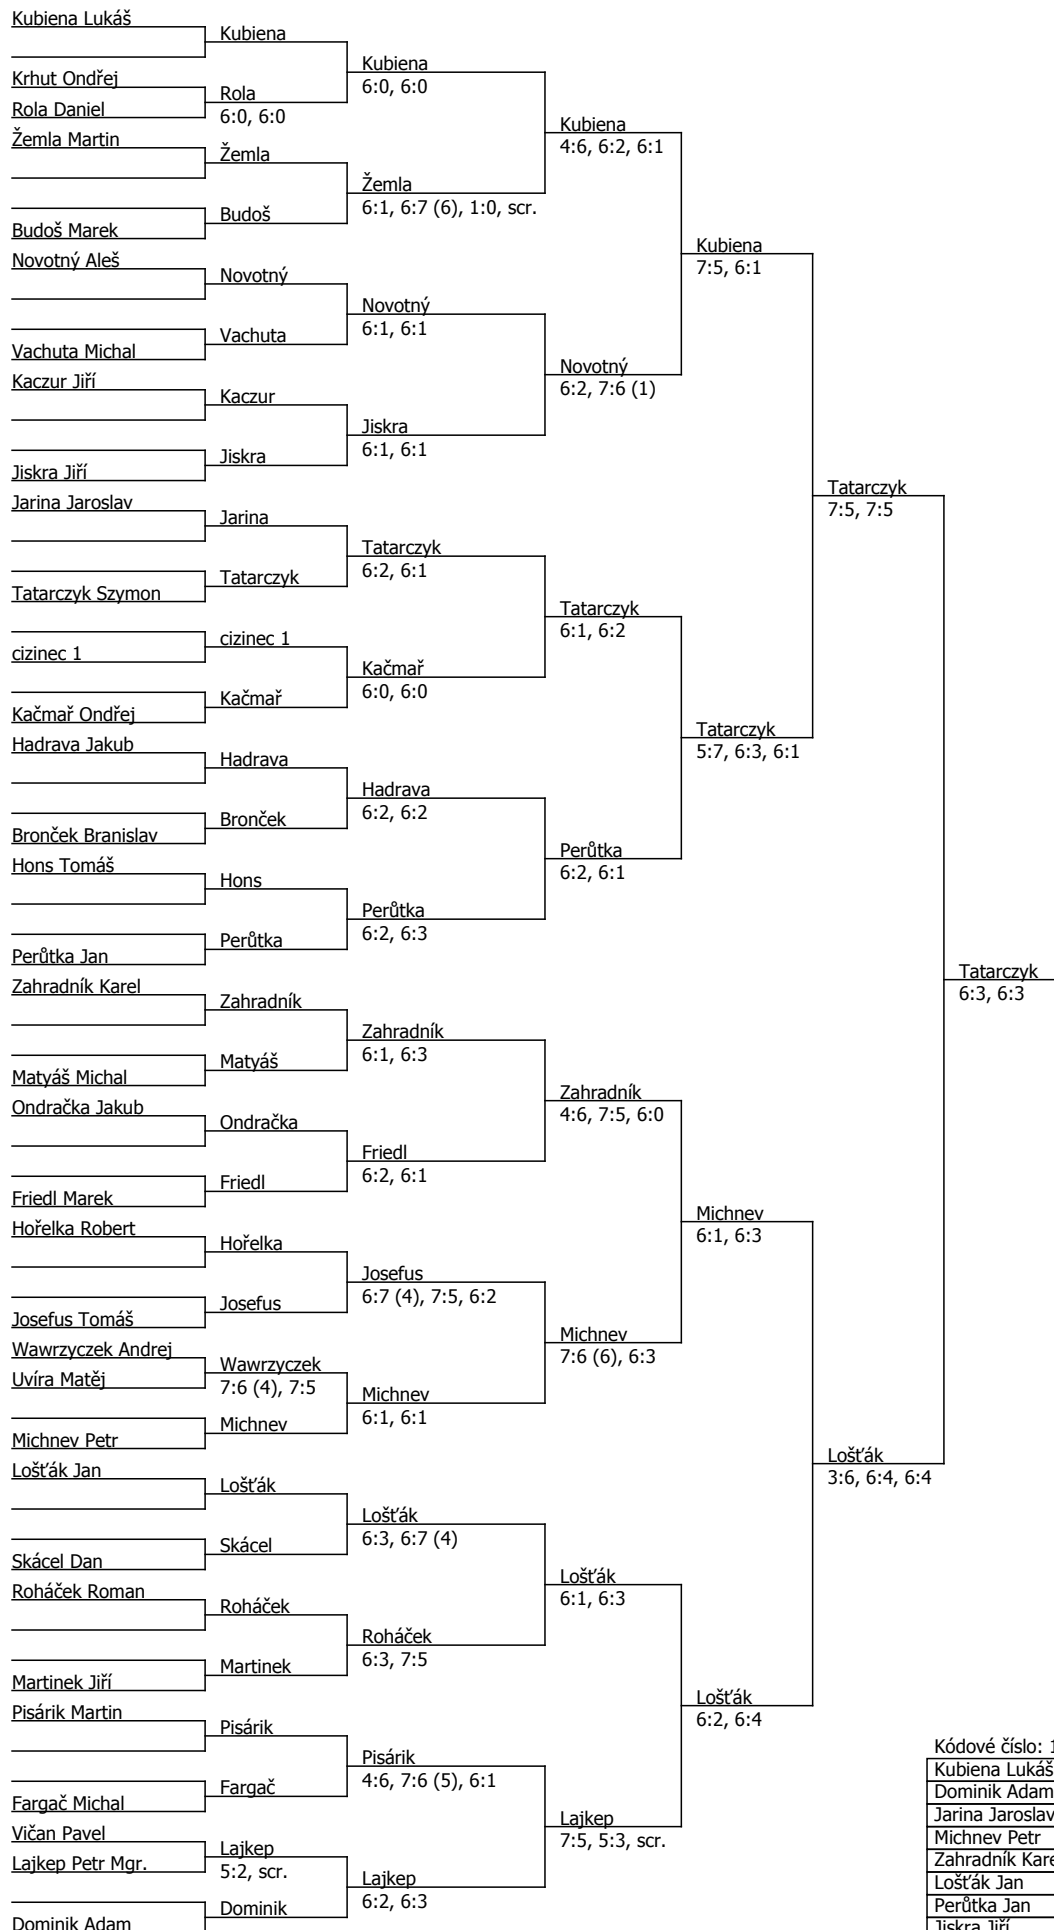 Kubiena Lukáš
Krhut Ondřej
Rola Daniel
Žemla Martin
Budoš Marek
Novotný Aleš
Vachuta Michal
Kaczur Jiří
Jiskra Jiří
Jarina Jaroslav
Tatarczyk Szymon
cizinec 1
Kačmař Ondřej
Hadrava Jakub
Bronček Branislav
Hons Tomáš
Perůtka Jan
Zahradník Karel
Matyáš Michal
Ondračka Jakub
Friedl Marek
Hořelka Robert
Josefus Tomáš
Wawrzyczek Andrej
Uvíra Matěj
Michnev Petr
Lošťák Jan
Skácel Dan
Roháček Roman
Martinek Jiří
Pisárik Martin
Fargač Michal
Vičan Pavel
Lajkep Petr Mgr.
Dominik Adam
Kubiena
Rola
6:0, 6:0
Žemla
Budoš
Novotný
Vachuta
Kaczur
Jiskra
Jarina
Tatarczyk
cizinec 1
Kačmař
Hadrava
Bronček
Hons
Perůtka
Zahradník
Matyáš
Ondračka
Friedl
Hořelka
Josefus
Wawrzyczek
7:6 (4), 7:5
Michnev
Lošťák
Skácel
Roháček
Martinek
Pisárik
Fargač
Lajkep
5:2, scr.
Dominik
Kubiena
6:0, 6:0
Žemla
6:1, 6:7 (6), 1:0, scr.
Novotný
6:1, 6:1
Jiskra
6:1, 6:1
Tatarczyk
6:2, 6:1
Kačmař
6:0, 6:0
Hadrava
6:2, 6:2
Perůtka
6:2, 6:3
Zahradník
6:1, 6:3
Friedl
6:2, 6:1
Josefus
6:7 (4), 7:5, 6:2
Michnev
6:1, 6:1
Lošťák
6:3, 6:7 (4)
Roháček
6:3, 7:5
Pisárik
4:6, 7:6 (5), 6:1
Lajkep
6:2, 6:3
Kubiena
4:6, 6:2, 6:1
Novotný
6:2, 7:6 (1)
Tatarczyk
6:1, 6:2
Perůtka
6:2, 6:1
Zahradník
4:6, 7:5, 6:0
Michnev
7:6 (6), 6:3
Lošťák
6:1, 6:3
Lajkep
7:5, 5:3, scr.
Kubiena
7:5, 6:1
Tatarczyk
5:7, 6:3, 6:1
Michnev
6:1, 6:3
Lošťák
6:2, 6:4
Tatarczyk
7:5, 7:5
Lošťák
3:6, 6:4, 6:4
Tatarczyk
6:3, 6:3
Kódové číslo: 1
Kubiena Lukáš
Dominik Adam
Jarina Jaroslav
Michnev Petr
Zahradník Kare
Lošťák Jan
Perůtka Jan
Jiskra Jiří